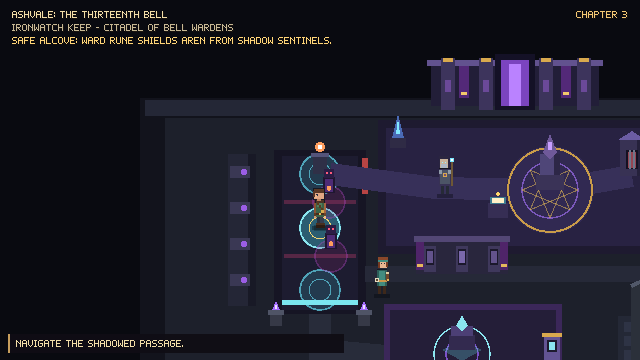 ASHVALE: THE THIRTEENTH BELL
CHAPTER 3
IRONWATCH KEEP - CITADEL OF BELL WARDENS
SAFE ALCOVE: WARD RUNE SHIELDS AREN FROM SHADOW SENTINELS.
NAVIGATE THE SHADOWED PASSAGE.